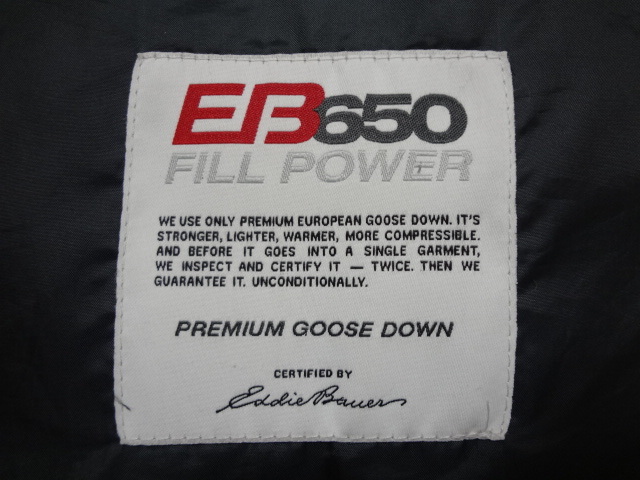 EB650
FILL POWER
WE USE ONLY PREMIUM EUROPEAN GOOSE DOWN. IT'S
STRONGER, LIGHTER, WARMER, MORE COMPRESSIBLE.
AND BEFORE IT GOES INTO A SINGLE GARMENT,
WE INSPECT AND CERTIFY IT — TWICE. THEN WE
GUARANTEE IT. UNCONDITIONALLY.
PREMIUM GOOSE DOWN
CERTIFIED BY
Eddie Bauer